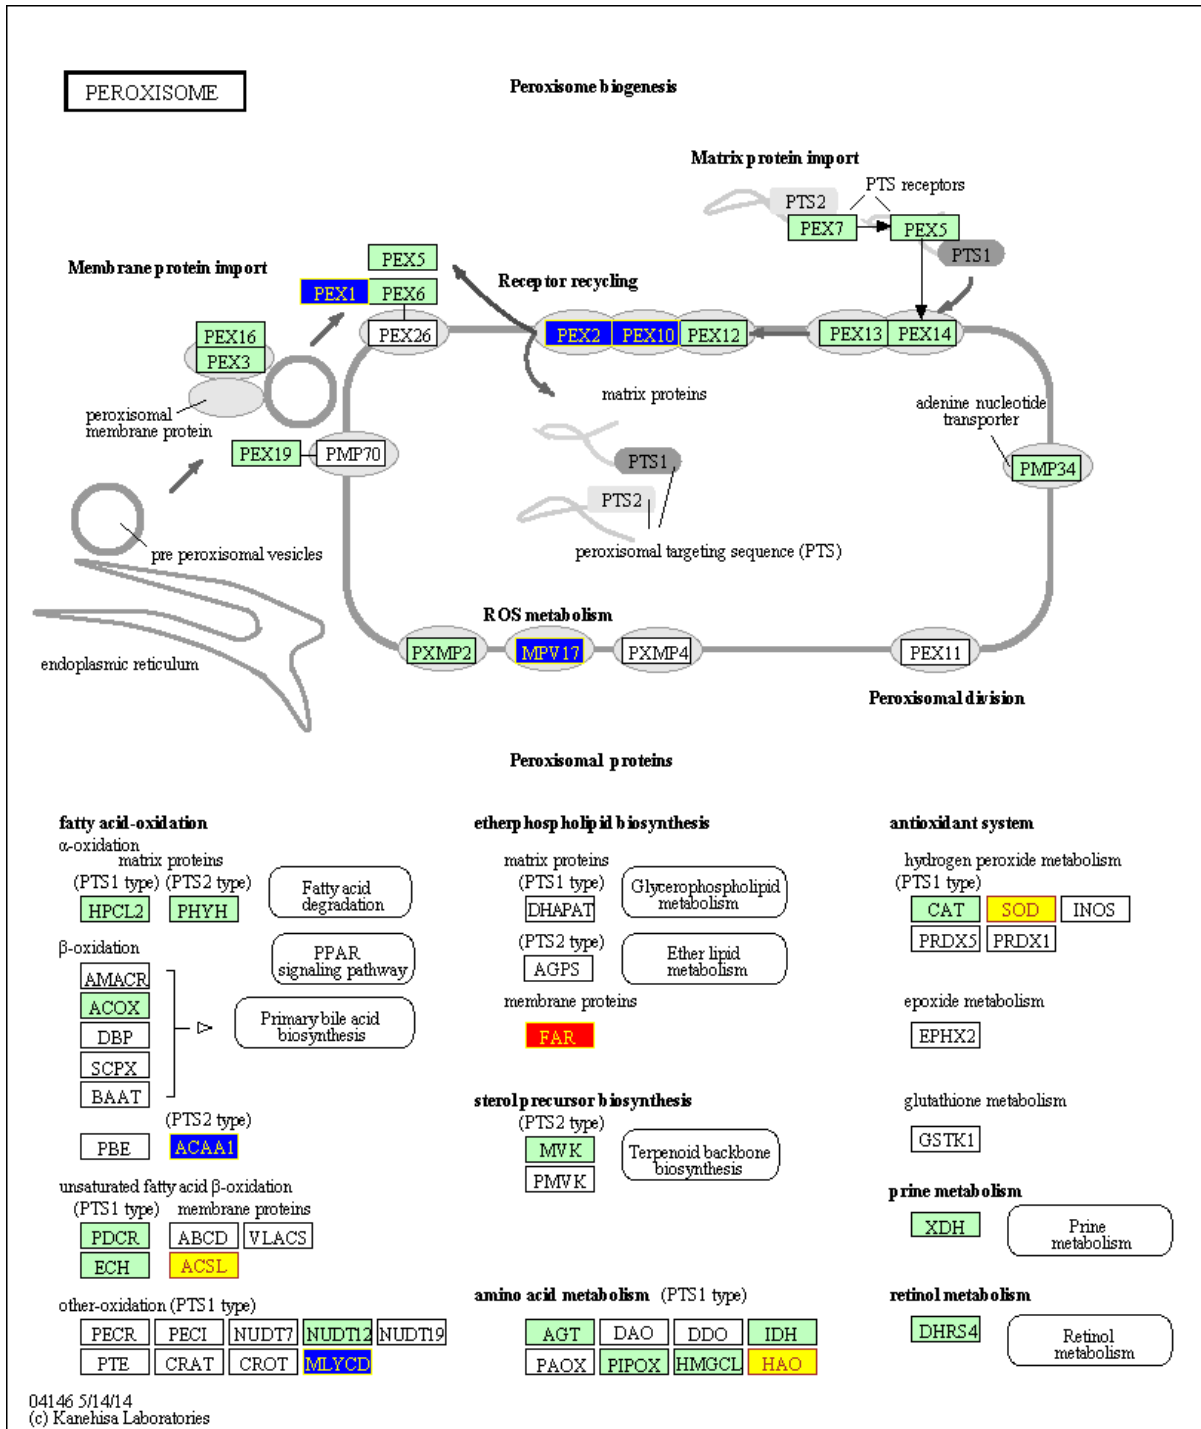 PEROXISOME
Peroxisome biogenesis
Matrix protein import
PTS receptors
PTS2
PEX7
PEX5
PTS1
Membrane protein import
PEX5
PEX1
PEX6
PEX26
Receptor recycling
PEX2
PEX10
PEX12
PEX13
PEX14
PEX16
PEX3
peroxisomal
membrane protein
matrix proteins
adenine nucleotide
transporter
PEX19
PMP70
PTS1
PMP34
PTS2
pre peroxisomal vesicles
peroxisomal targeting sequence (PTS)
ROS metabolism
endoplasmic reticulum
PXMP2
MPV17
PXMP4
PEX11
Peroxisomal division
Peroxisomal proteins
fatty acid-oxidation
α-oxidation
matrix proteins
(PTS1 type) (PTS2 type)
HPCL2
PHYH
Fatty acid
degradation
β-oxidation
PPAR
signaling pathway
AMACR
ACOX
DBP
SCPX
BAAT
Primary bile acid
biosynthesis
(PTS2 type)
PBE
ACAA1
unsaturated fatty acid β-oxidation
(PTS1 type) membrane proteins
PDCR
ABCD
VLACS
ECH
ACSL
other-oxidation (PTS1 type)
PECR
PECI
NUDT7
NUDT12
NUDT19
PTE
CRAT
CROT
MLYCD
etherphospholipid biosynthesis
matrix proteins
(PTS1 type)
DHAPAT
Glycerophospholipid
metabolism
(PTS2 type)
AGPS
Ether lipid
metabolism
membrane proteins
FAR
sterol precursor biosynthesis
(PTS2 type)
MVK
PMVK
Terpenoid backbone
biosynthesis
amino acid metabolism (PTS1 type)
AGT
DAO
DDO
IDH
PAOX
PIPOX
HMGCL
HAO
antioxidant system
hydrogen peroxide metabolism
(PTS1 type)
CAT
SOD
INOS
PRDX5
PRDX1
epoxide metabolism
EPHX2
glutathione metabolism
GSTK1
prine metabolism
XDH
Prine
metabolism
retinol metabolism
DHRS4
Retinol
metabolism
04146 5/14/14
(c) Kanehisa Laboratories